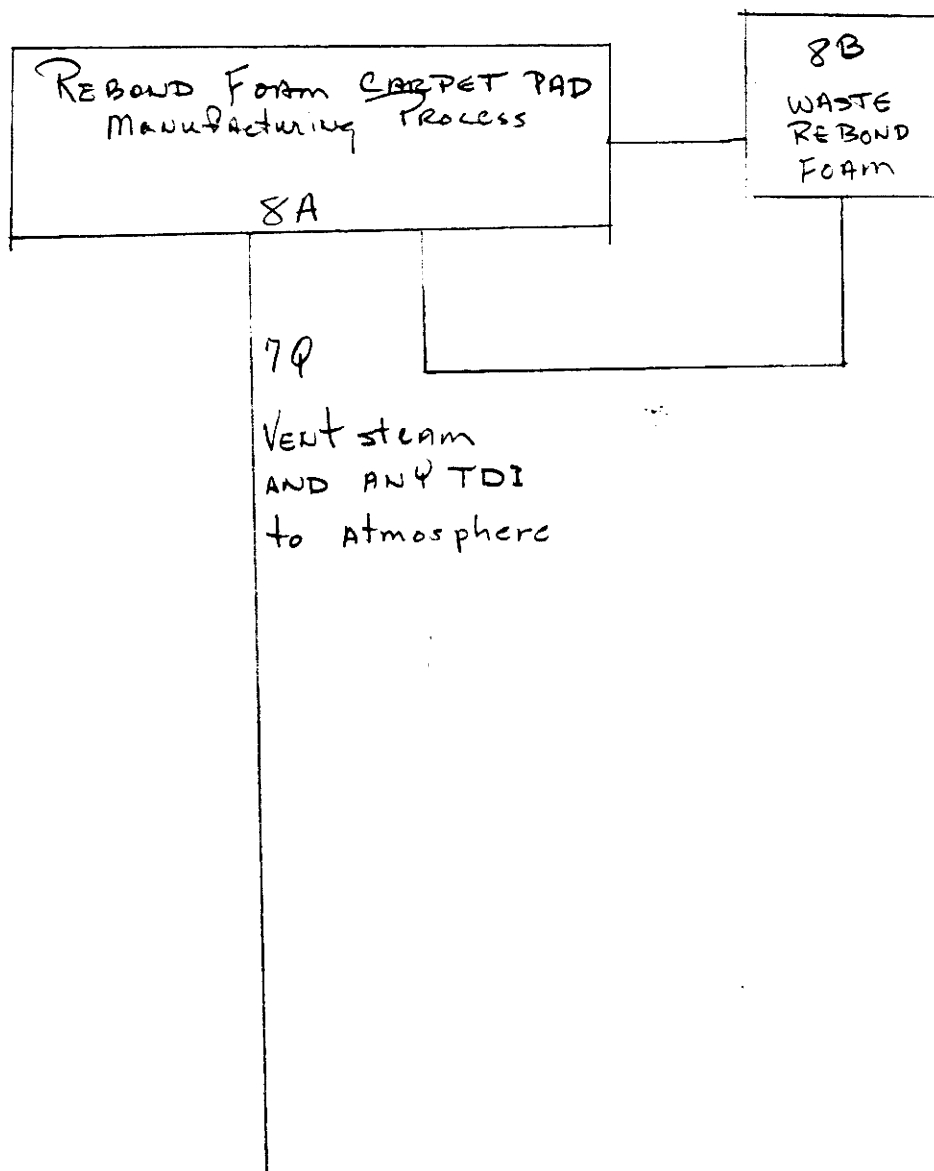 REBOND FOAM CARPET PAD
Manufacturing PROCESS
8A
8B
WASTE
REBOND
FOAM
7Q
VENT steam
AND ANY TDI
to Atmosphere